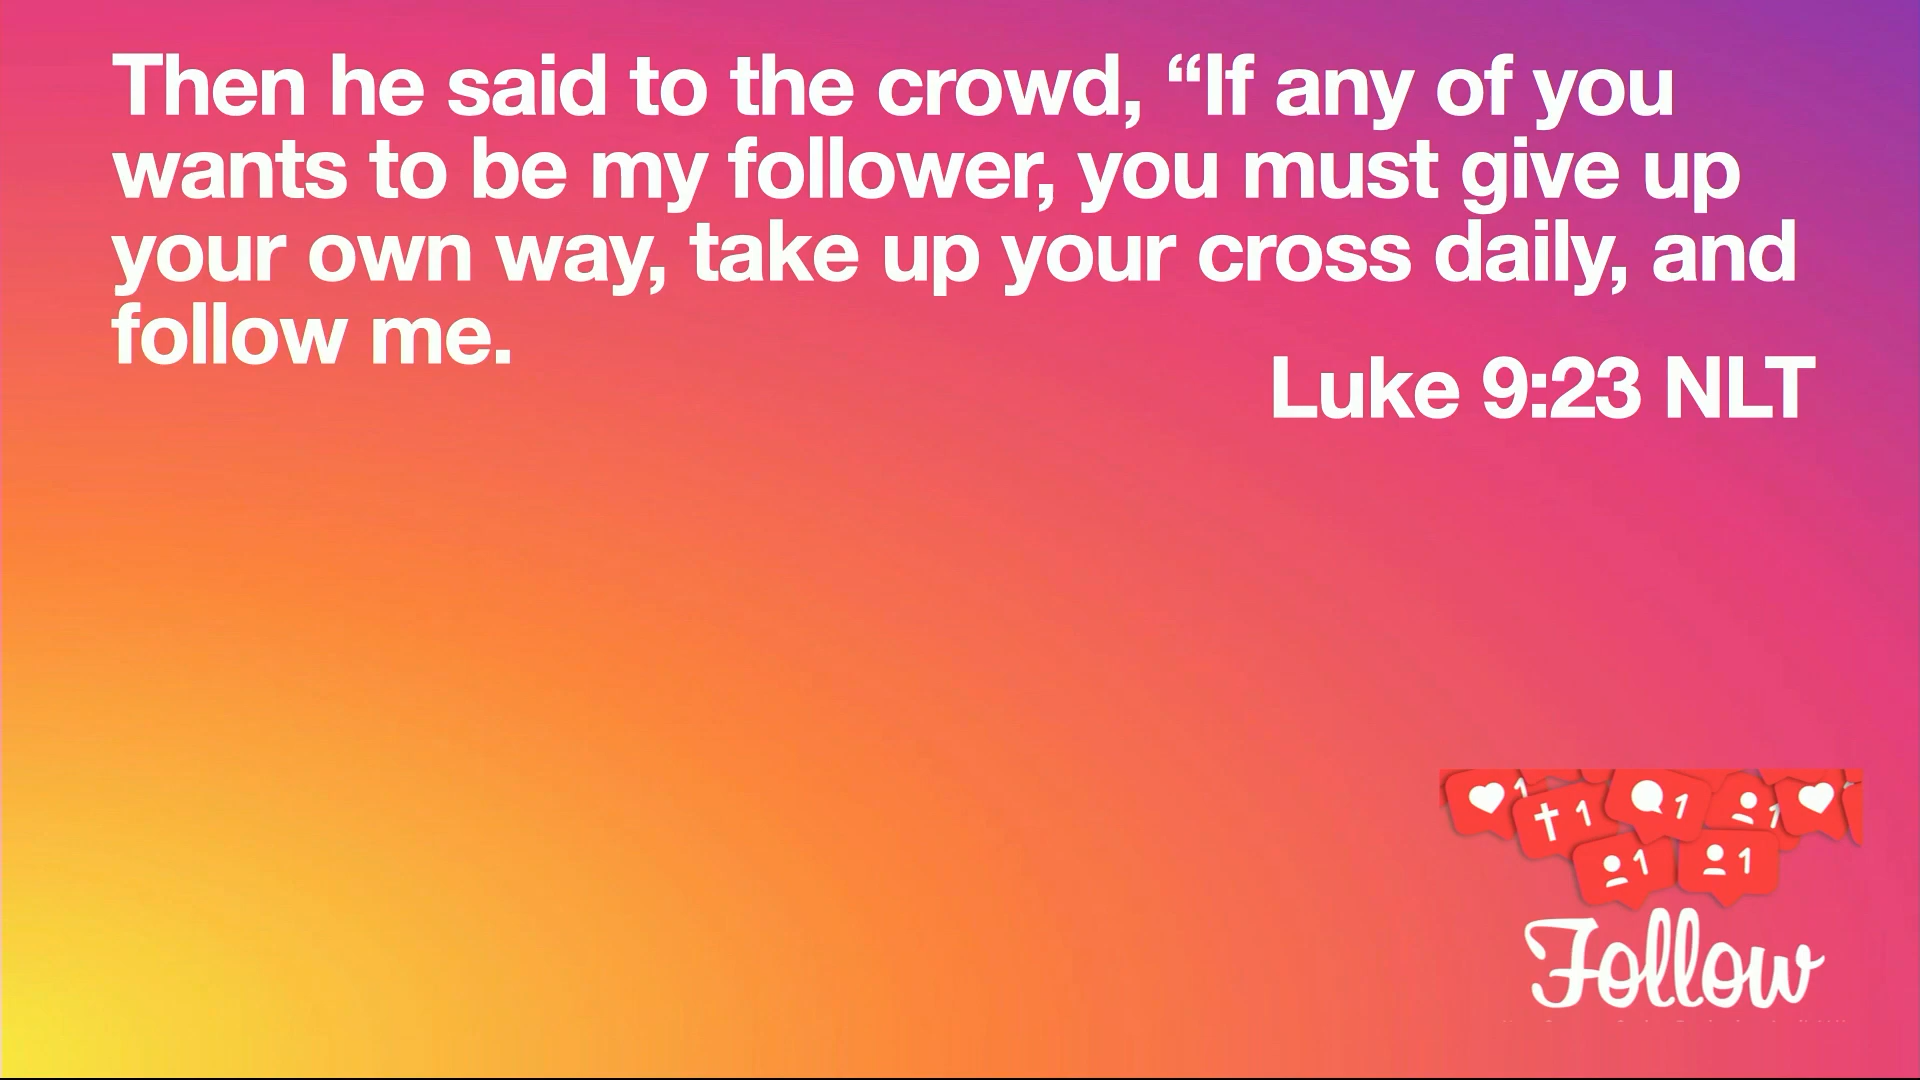 Then he said to the crowd, “If any of you
wants to be my follower, you must give up
your own way, take up your cross daily, and
follow me.
Luke 9:23 NLT
1
1
1
1
1
1
Follow